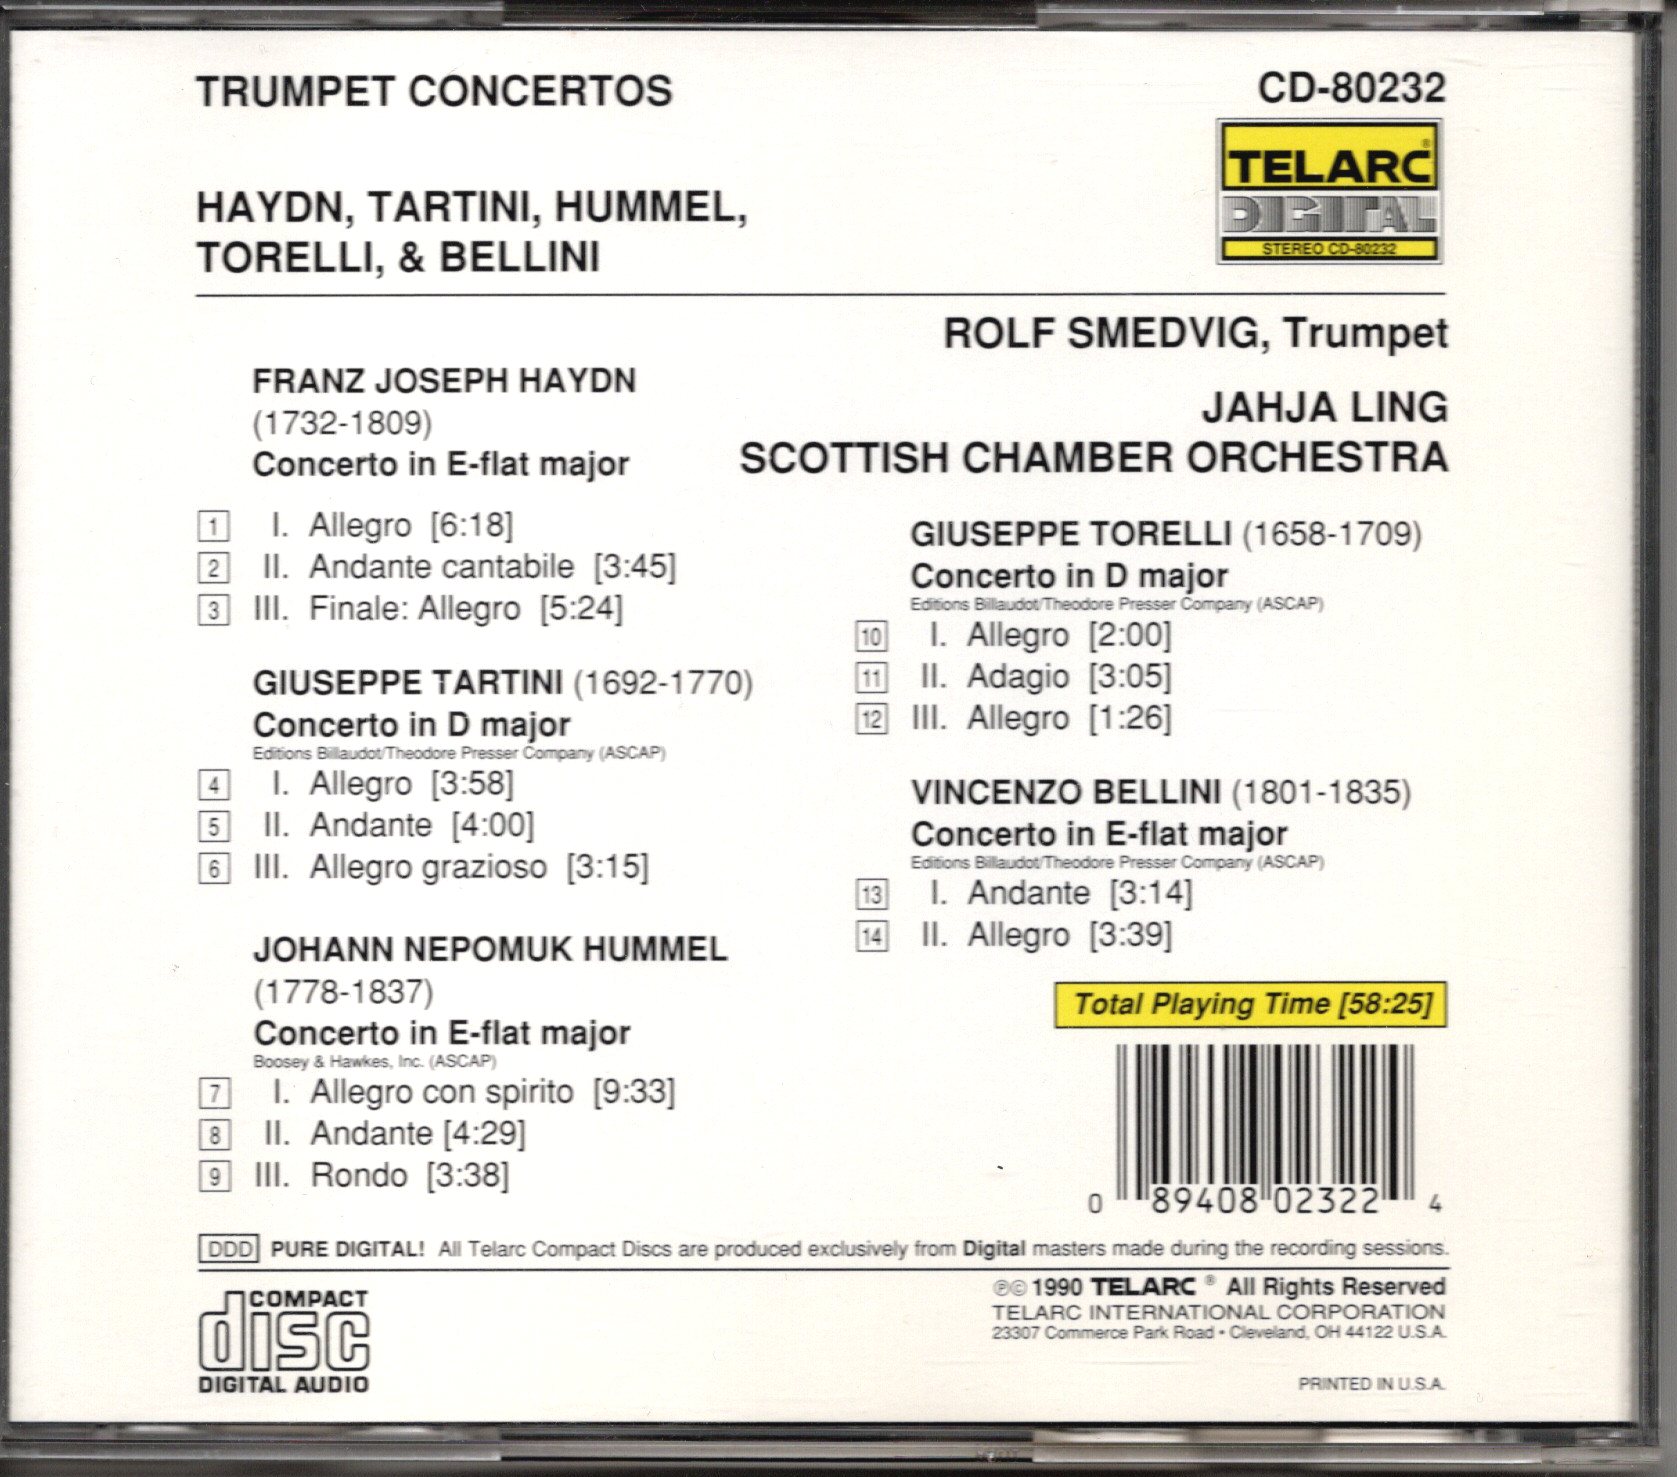 TRUMPET CONCERTOS
CD-80232
TELARC®
DIGITAL
STEREO CD-80232
HAYDN, TARTINI, HUMMEL,
TORELLI, & BELLINI
ROLF SMEDVIG, Trumpet
JAHJA LING
SCOTTISH CHAMBER ORCHESTRA
FRANZ JOSEPH HAYDN
(1732-1809)
Concerto in E-flat major
1 I. Allegro [6:18]
2 II. Andante cantabile [3:45]
3 III. Finale: Allegro [5:24]
GIUSEPPE TARTINI (1692-1770)
Concerto in D major
Editions Billaudot/Theodore Presser Company (ASCAP)
4 I. Allegro [3:58]
5 II. Andante [4:00]
6 III. Allegro grazioso [3:15]
JOHANN NEPOMUK HUMMEL
(1778-1837)
Concerto in E-flat major
Boosey & Hawkes, Inc. (ASCAP)
7 I. Allegro con spirito [9:33]
8 II. Andante [4:29]
9 III. Rondo [3:38]
GIUSEPPE TORELLI (1658-1709)
Concerto in D major
Editions Billaudot/Theodore Presser Company (ASCAP)
10 I. Allegro [2:00]
11 II. Adagio [3:05]
12 III. Allegro [1:26]
VINCENZO BELLINI (1801-1835)
Concerto in E-flat major
Editions Billaudot/Theodore Presser Company (ASCAP)
13 I. Andante [3:14]
14 II. Allegro [3:39]
Total Playing Time [58:25]
0 89408 02322 4
DDD PURE DIGITAL! All Telarc Compact Discs are produced exclusively from Digital masters made during the recording sessions.
COMPACT
disc
DIGITAL AUDIO
℗© 1990 TELARC® All Rights Reserved
TELARC INTERNATIONAL CORPORATION
23307 Commerce Park Road • Cleveland, OH 44122 U.S.A.
PRINTED IN U.S.A.